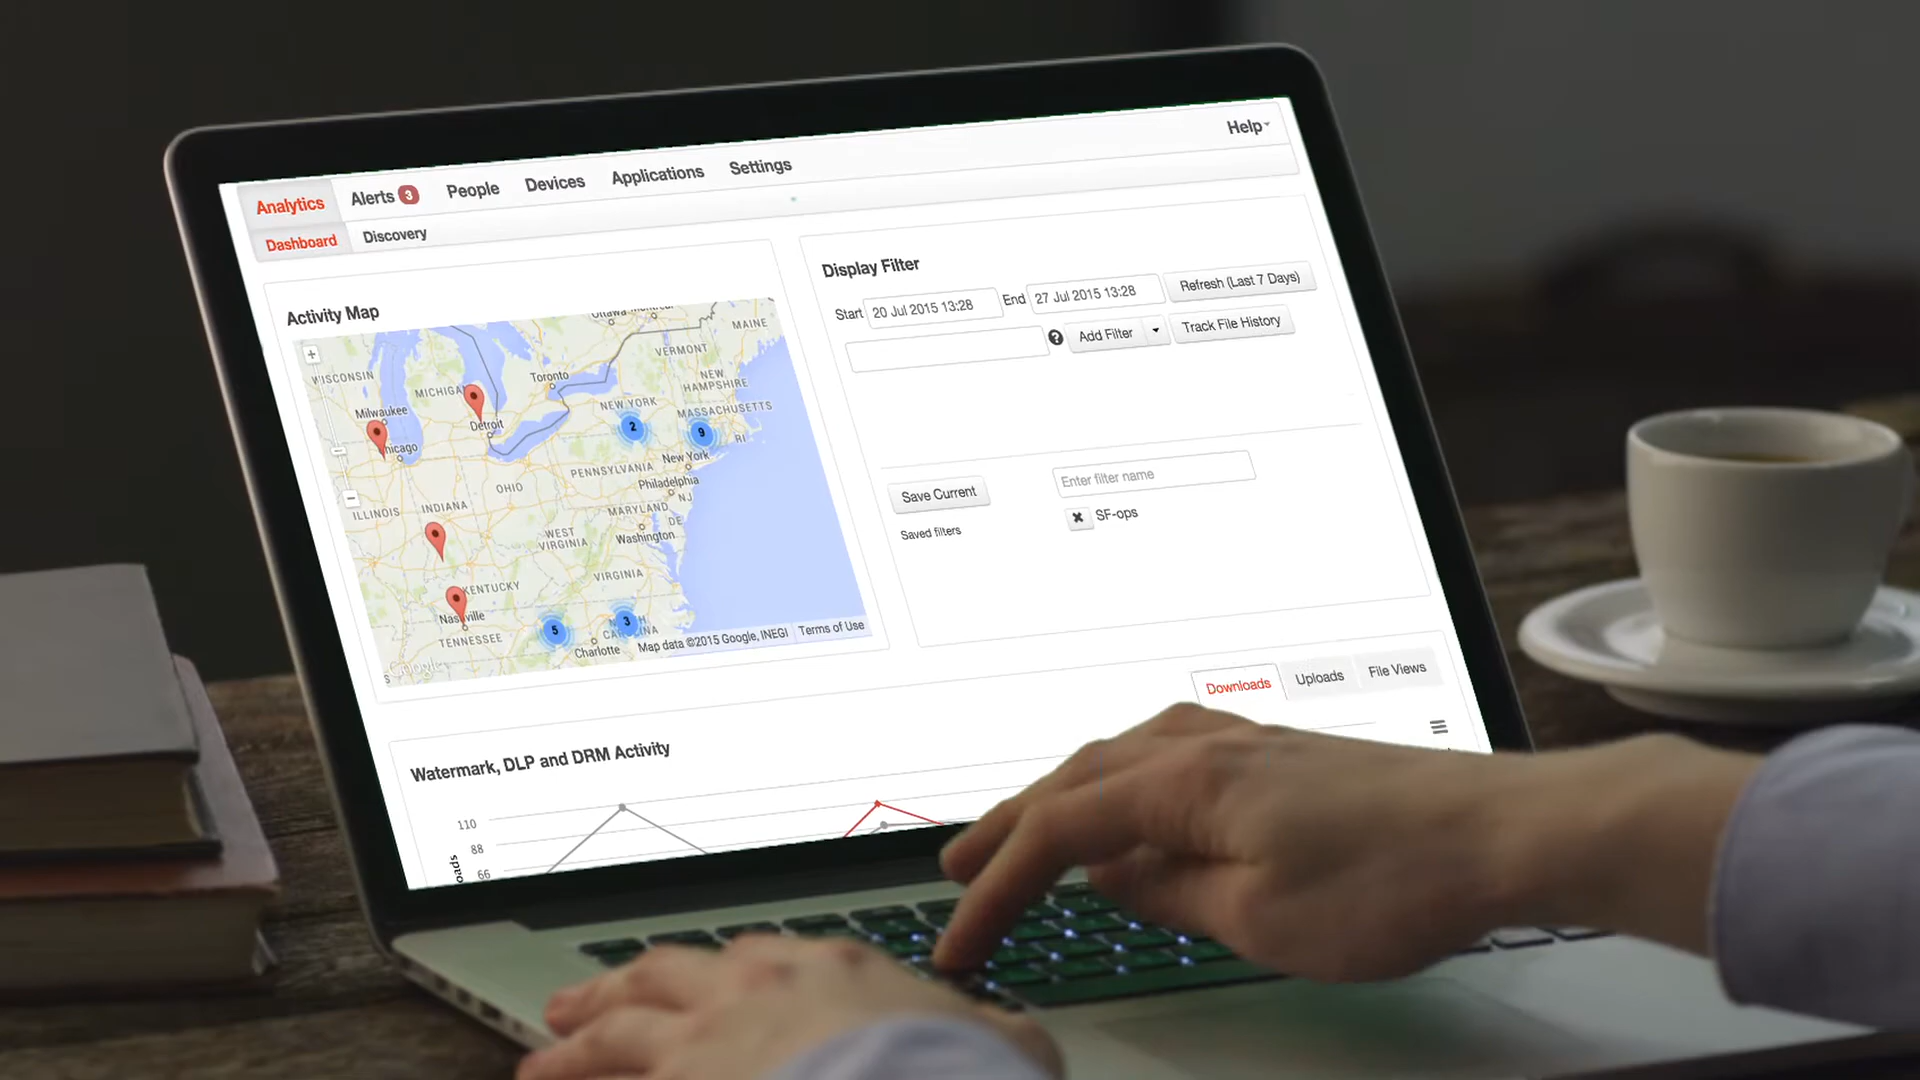 Help
Analytics
Alerts 3
People
Devices
Applications
Settings
Dashboard
Discovery
Activity Map
Display Filter
Start 20 Jul 2015 13:28 End 27 Jul 2015 13:28 Refresh (Last 7 Days)
Add Filter Track File History
Save Current
Enter filter name
Saved filters
SF-ops
MAINE
VERMONT
WISCONSIN
MICHIGA
Toronto
NEW
HAMPSHIRE
Milwaukee
NEW YORK
MASSACHUSETTS
Detroit
2
9
RI
hicago
New York
PENNSYLVANIA
OHIO
Philadelphia
NJ
ILLINOIS
INDIANA
MARYLAND
DE
WEST
VIRGINIA
Washington
VIRGINIA
KENTUCKY
Nashville
TENNESSEE
5
3
Charlotte
Map data ©2015 Google, INEGI
Terms of Use
Google
Downloads
Uploads
File Views
Watermark, DLP and DRM Activity
110
88
66
oads